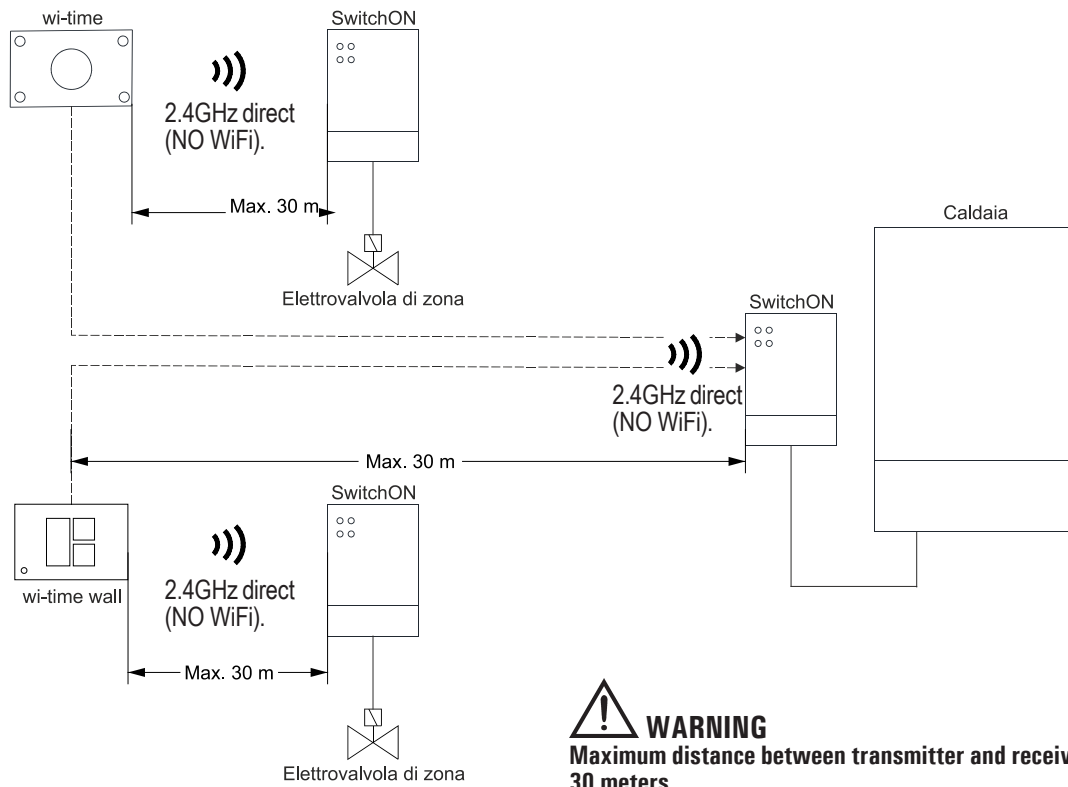 wi-time
SwitchON
2.4GHz direct
(NO WiFi).
Max. 30 m
Elettrovalvola di zona
Caldaia
SwitchON
2.4GHz direct
(NO WiFi).
Max. 30 m
SwitchON
wi-time wall
2.4GHz direct
(NO WiFi).
Max. 30 m
Elettrovalvola di zona
WARNING
Maximum distance between transmitter and
30 meters